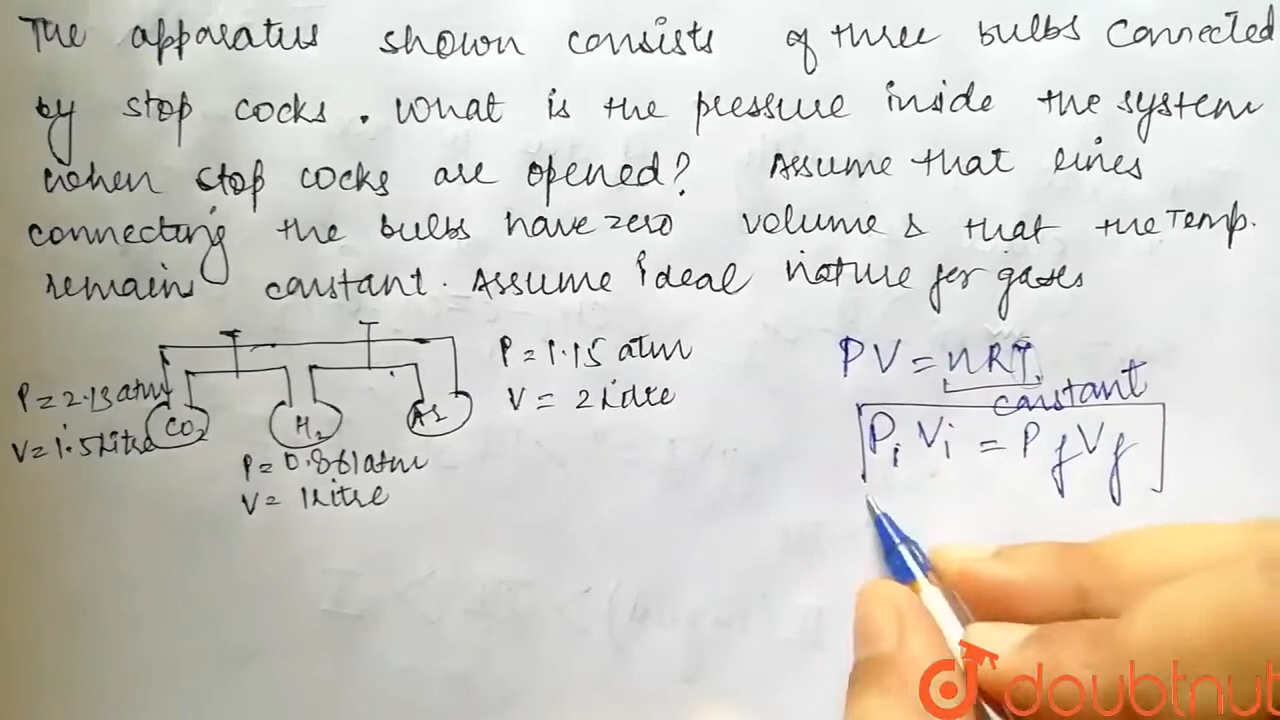 The apparatus shown consists of three bulbs connected
by stop cocks. What is the pressure inside the system
when stop cocks are opened? Assume that lines
connecting the bulbs have zero volume & that the Temp.
remains constant. Assume ideal nature for gases
P = 2.13 atm
V = 1.5 Litre
CO2
H2
P = 0.861 atm
V = 1 Litre
Ar
P = 1.15 atm
V = 2 Litre
PV = nRT
constant
PiVi = PfVf
doubtnut